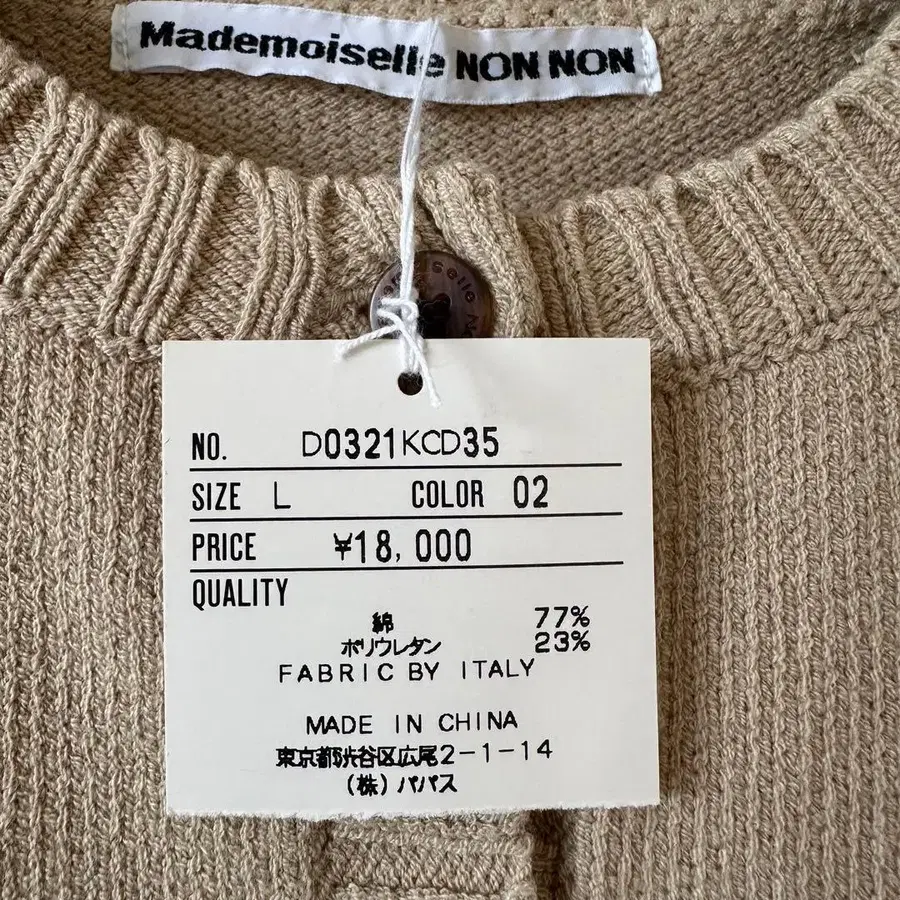 Mademoiselle NON NON
NO. D0321KCD35
SIZE L COLOR 02
PRICE ¥18,000
QUALITY
綿 77%
ポリウレタン 23%
FABRIC BY ITALY
MADE IN CHINA
東京都渋谷区広尾2-1-14
(株)パパス